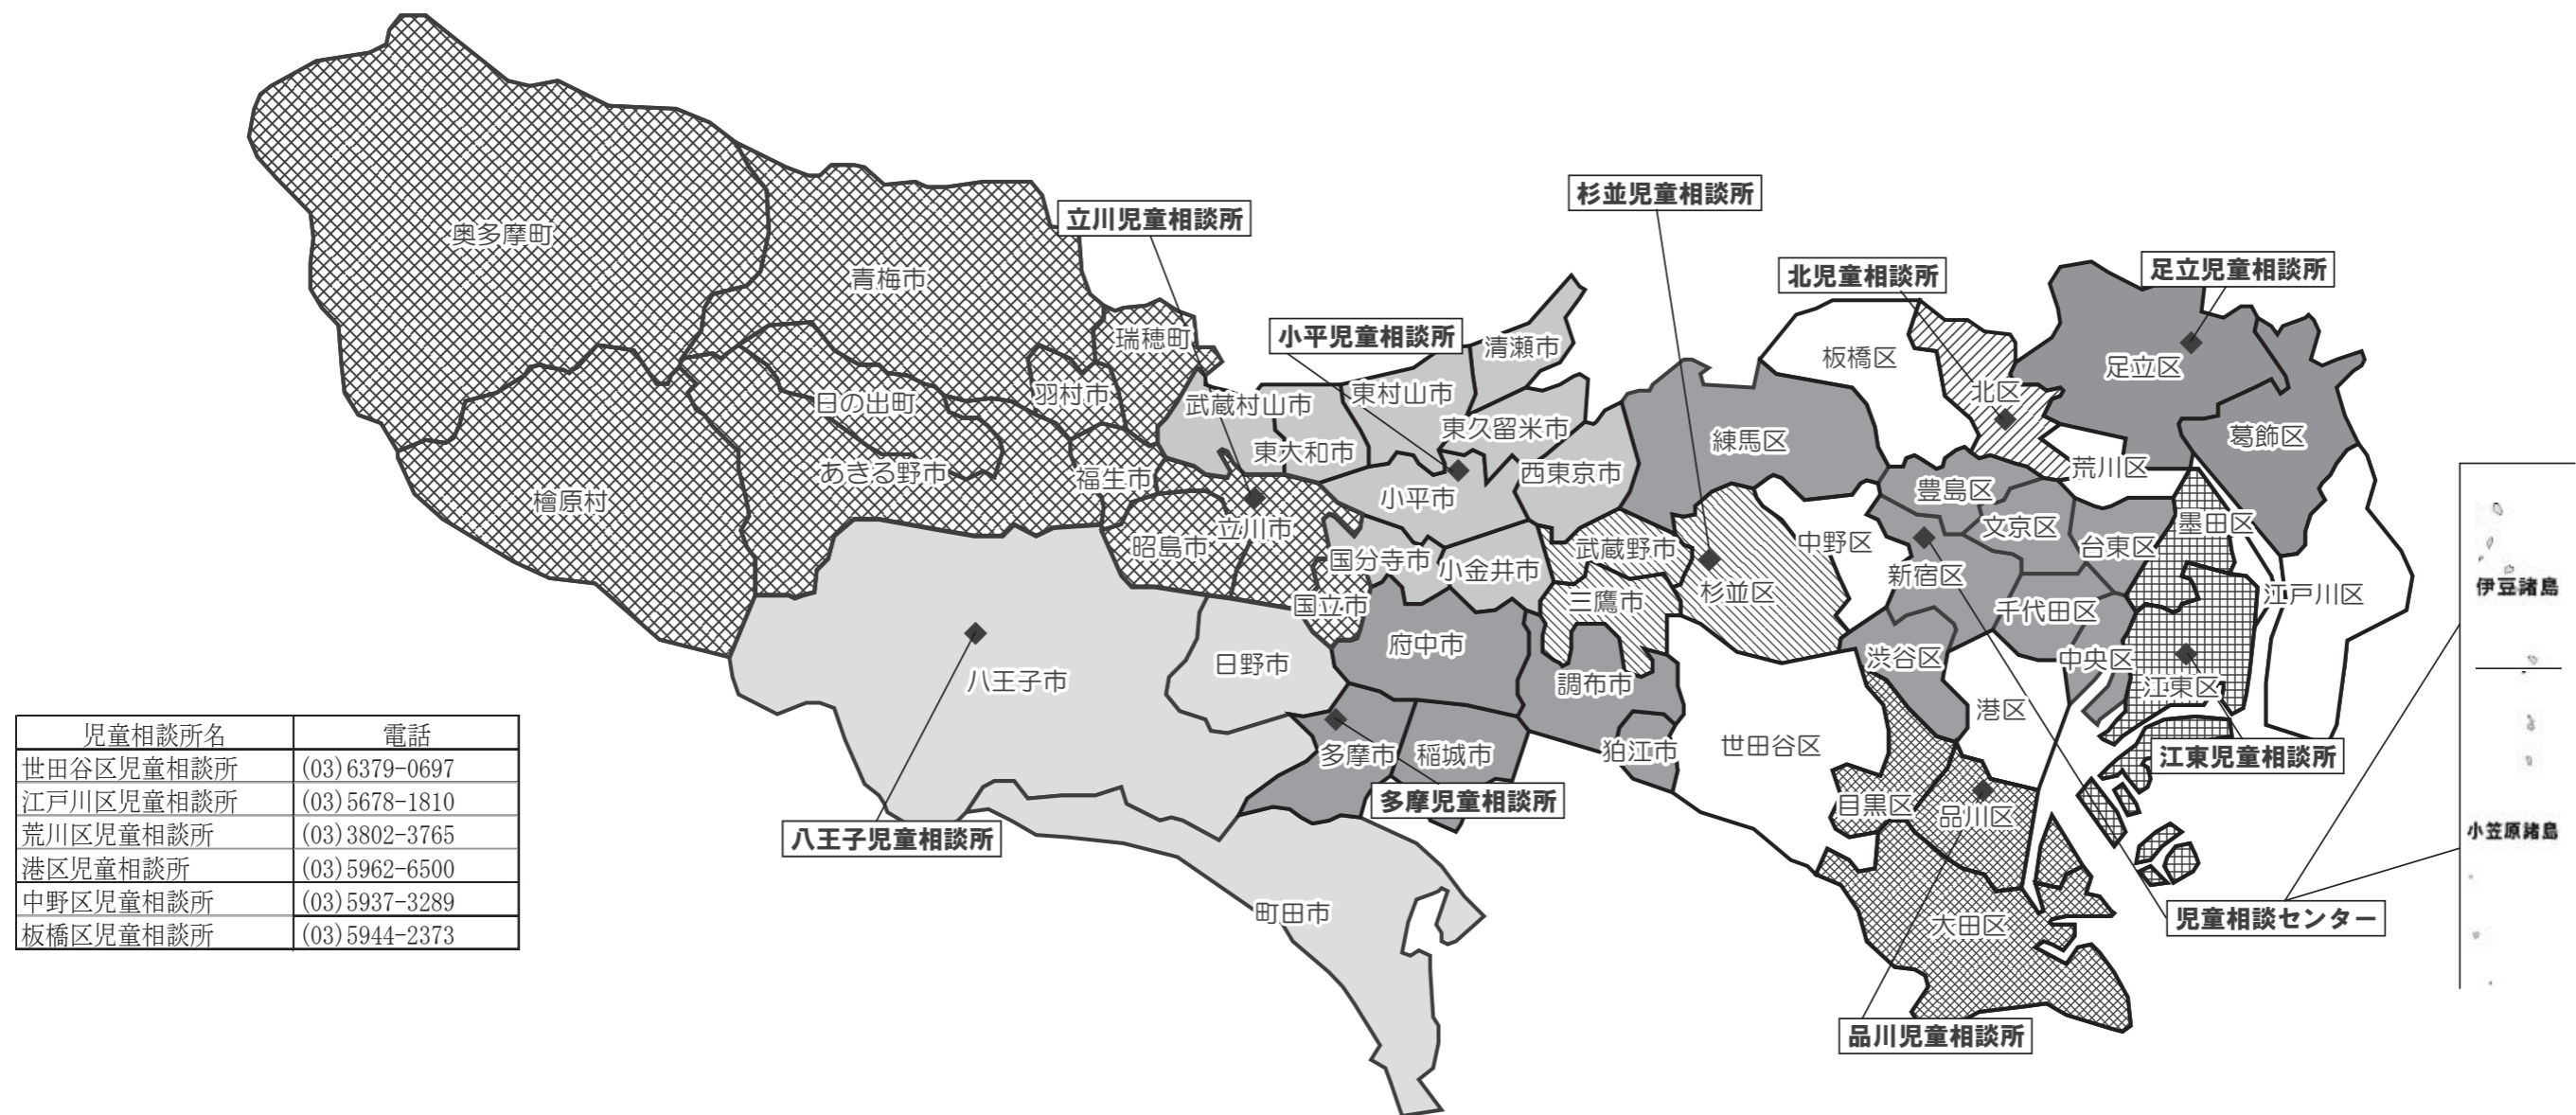 杉並児童相談所
立川児童相談所
奥多摩町
足立児童相談所
北児童相談所
青梅市
小平児童相談所
瑞穂町
清瀬市
板橋区
足立区
羽村市
東村山市
北区
日の出町
武蔵村山市
東久留米市
練馬区
葛飾区
東大和市
あきる野市
福生市
西東京市
荒川区
檜原村
小平市
豊島区
立川市
文京区
墨田区
昭島市
国分寺市
小金井市
武蔵野市
中野区
台東区
新宿区
伊豆諸島
国立市
三鷹市
杉並区
千代田区
江戸川区
府中市
日野市
八王子市
調布市
渋谷区
中央区
江東区
港区
多摩市
稲城市
狛江市
世田谷区
江東児童相談所
多摩児童相談所
目黒区
品川区
八王子児童相談所
小笠原諸島
町田市
大田区
児童相談センター
品川児童相談所
児童相談所名 電話
世田谷区児童相談所 (03)6379-0697
江戸川区児童相談所 (03)5678-1810
荒川区児童相談所 (03)3802-3765
港区児童相談所 (03)5962-6500
中野区児童相談所 (03)5937-3289
板橋区児童相談所 (03)5944-2373